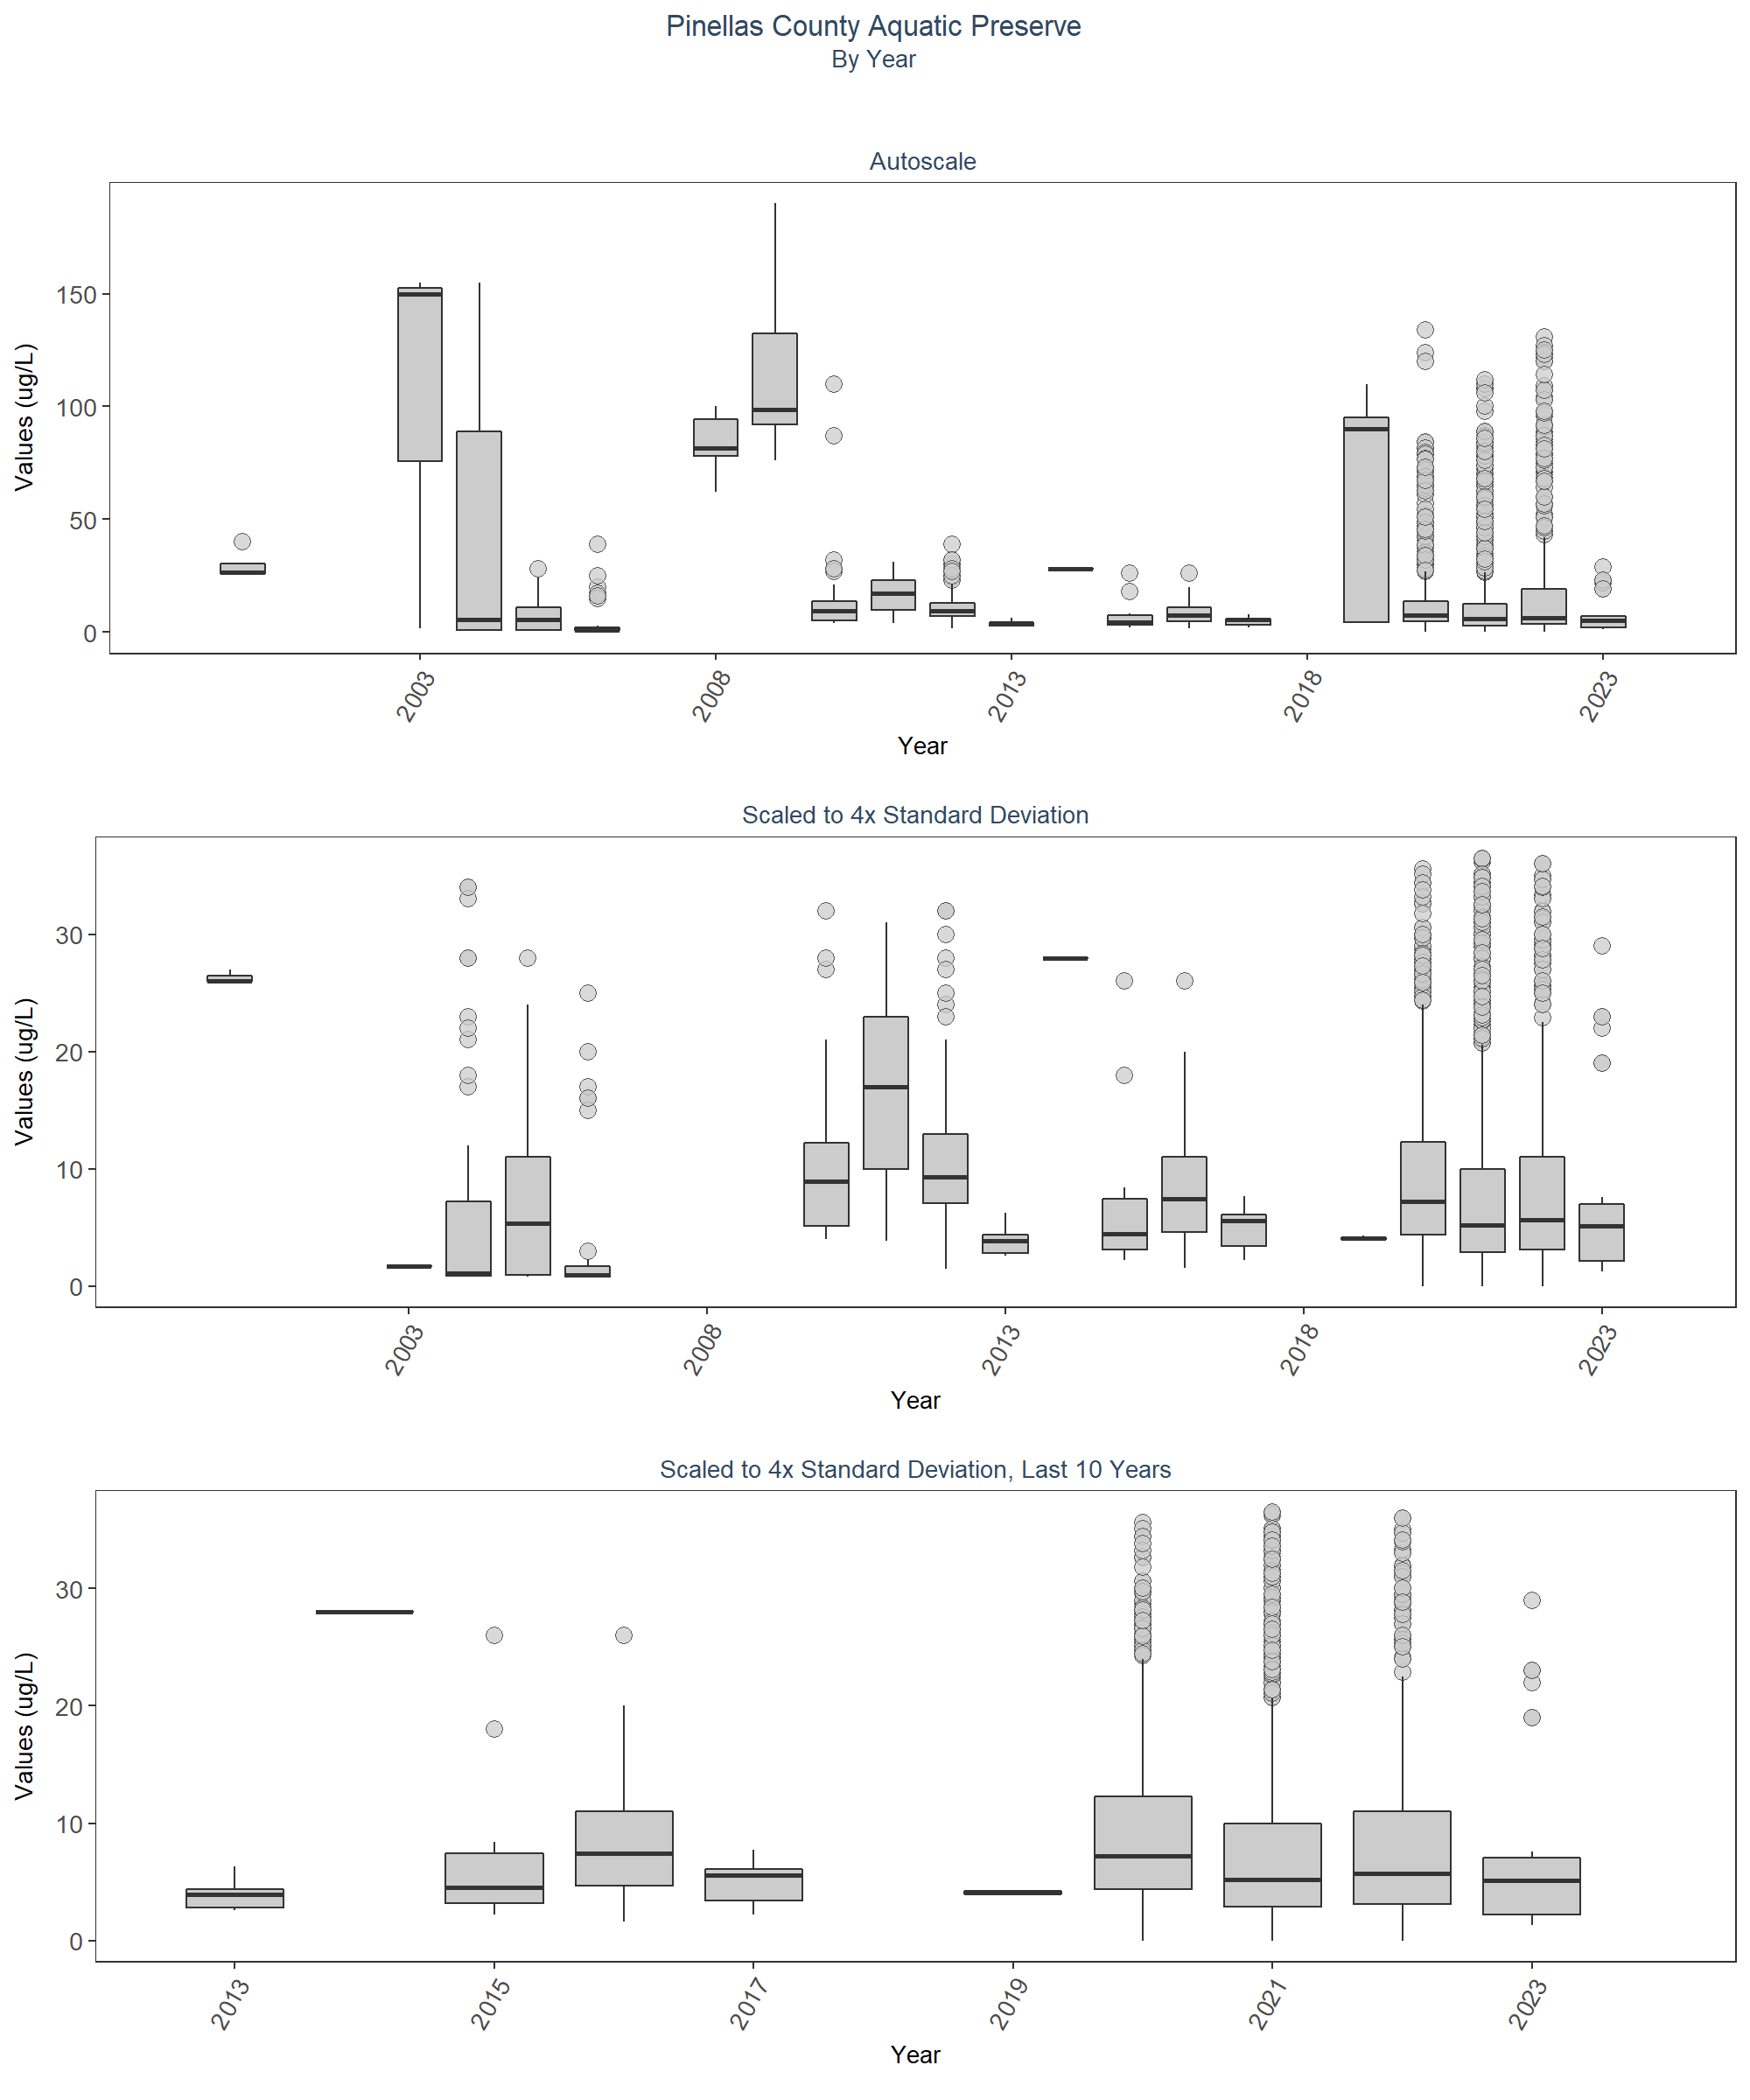 Pinellas County Aquatic Preserve
By Year
Autoscale
Values (ug/L)
150
100
50
0
2003
2008
2013
2018
2023
Year
Scaled to 4x Standard Deviation
Values (ug/L)
30
20
10
0
2003
2008
2013
2018
2023
Year
Scaled to 4x Standard Deviation, Last 10 Years
Values (ug/L)
30
20
10
0
2013
2015
2017
2019
2021
2023
Year